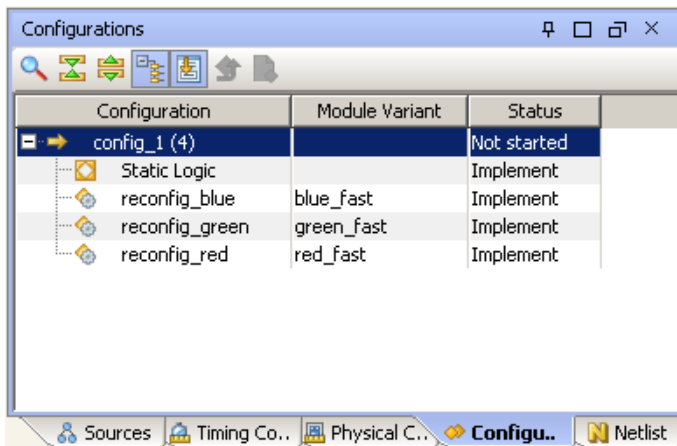 Configurations
Configuration Module Variant Status
config_1 (4) Not started
Static Logic Implement
reconfig_blue blue_fast Implement
reconfig_green green_fast Implement
reconfig_red red_fast Implement
Sources Timing Co.. Physical C.. Configu.. Netlist